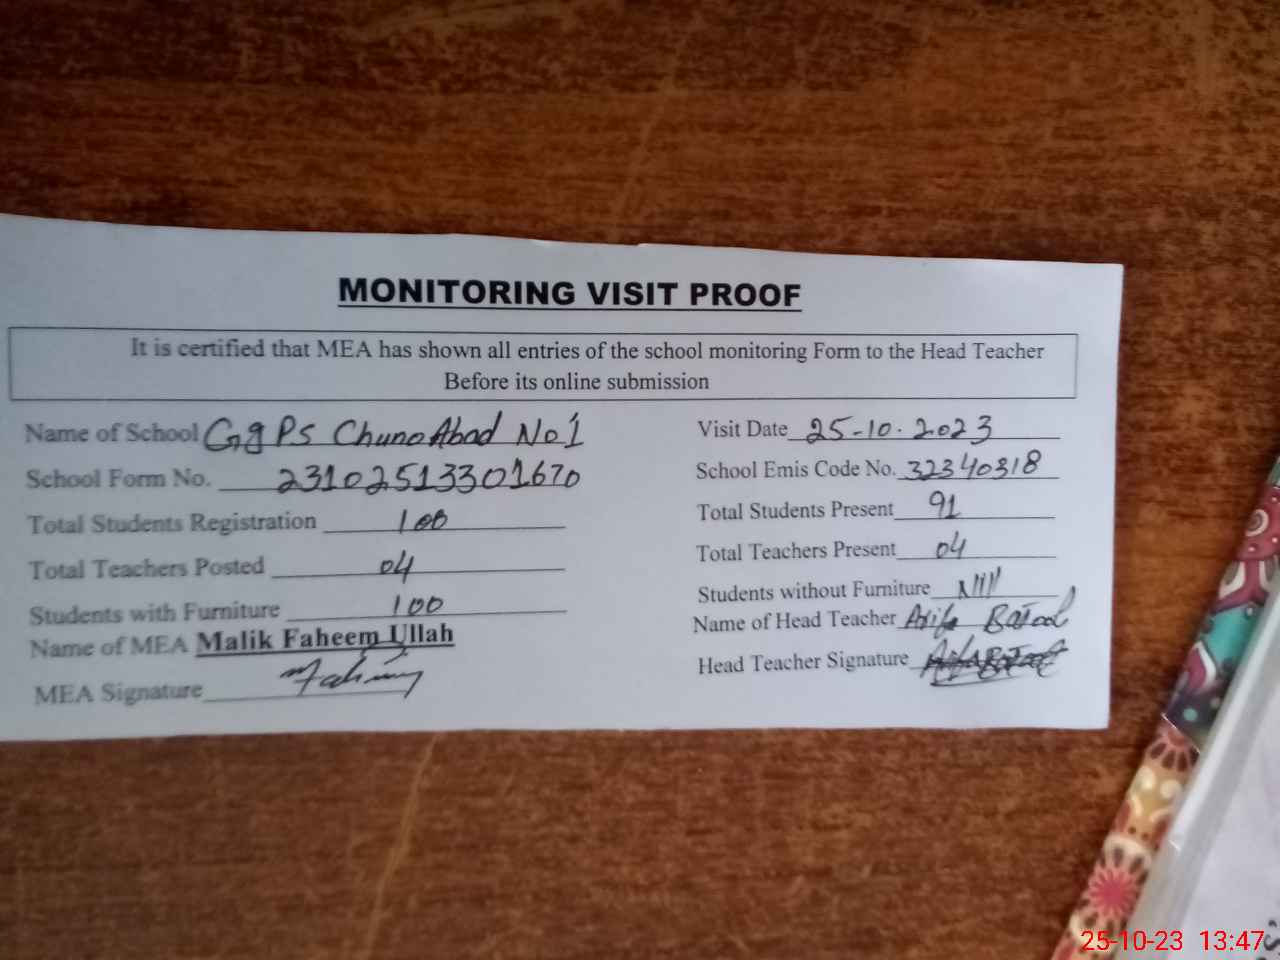 MONITORING VISIT PROOF
It is certified that MEA has shown all entries of the school monitoring Form to the Head Teacher
Before its online submission
Name of School GgPS Chuno Abad No 1
Visit Date 25-10-2023
School Form No. 23102513301670
School Emis Code No. 32340318
Total Students Registration 100
Total Students Present 91
Total Teachers Posted 04
Total Teachers Present 04
Students with Furniture 100
Students without Furniture Nill
Name of MEA Malik Faheem Ullah
Name of Head Teacher Arifa Batool
MEA Signature Faheem
Head Teacher Signature
25-10-23 13:47